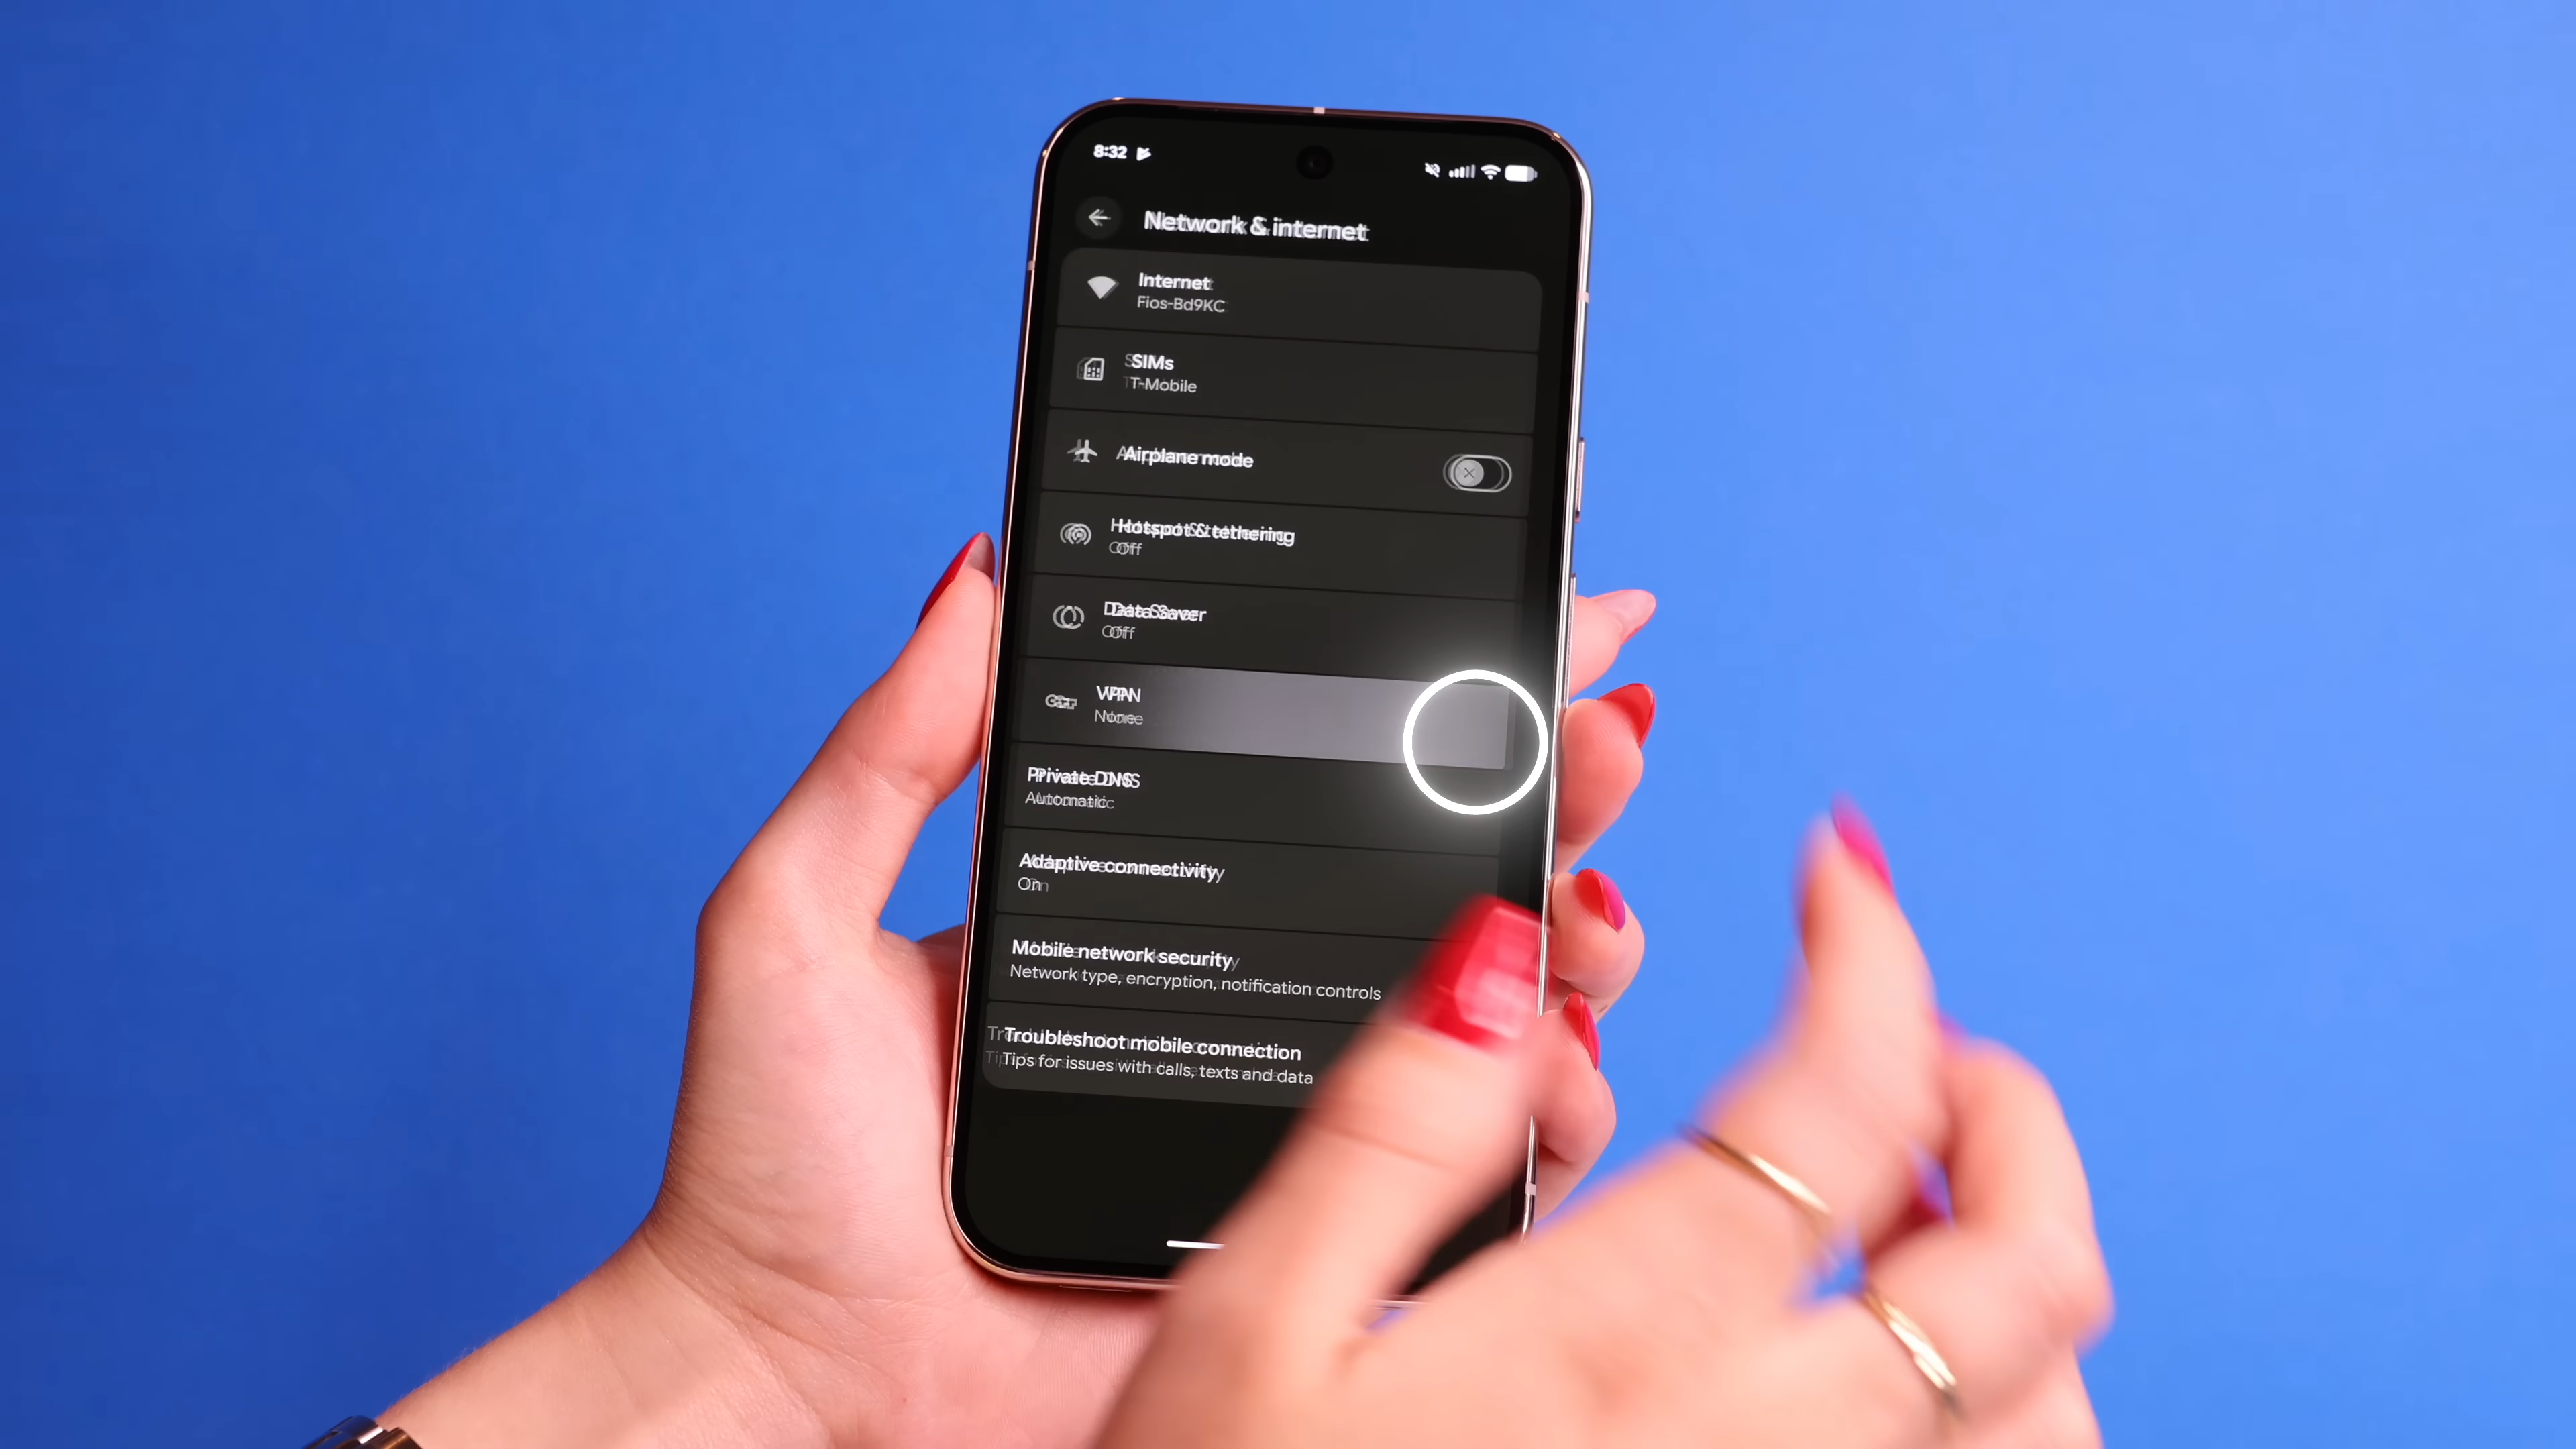 8:32
Network & internet
Internet
Fios-Bd9KC
SIMs
T-Mobile
Airplane mode
Hotspot & tethering
Off
Data Saver
Off
VPN
None
Private DNS
Automatic
Adaptive connectivity
On
Mobile network security
Network type, encryption, notification controls
Troubleshoot mobile connection
Tips for issues with calls, texts and data